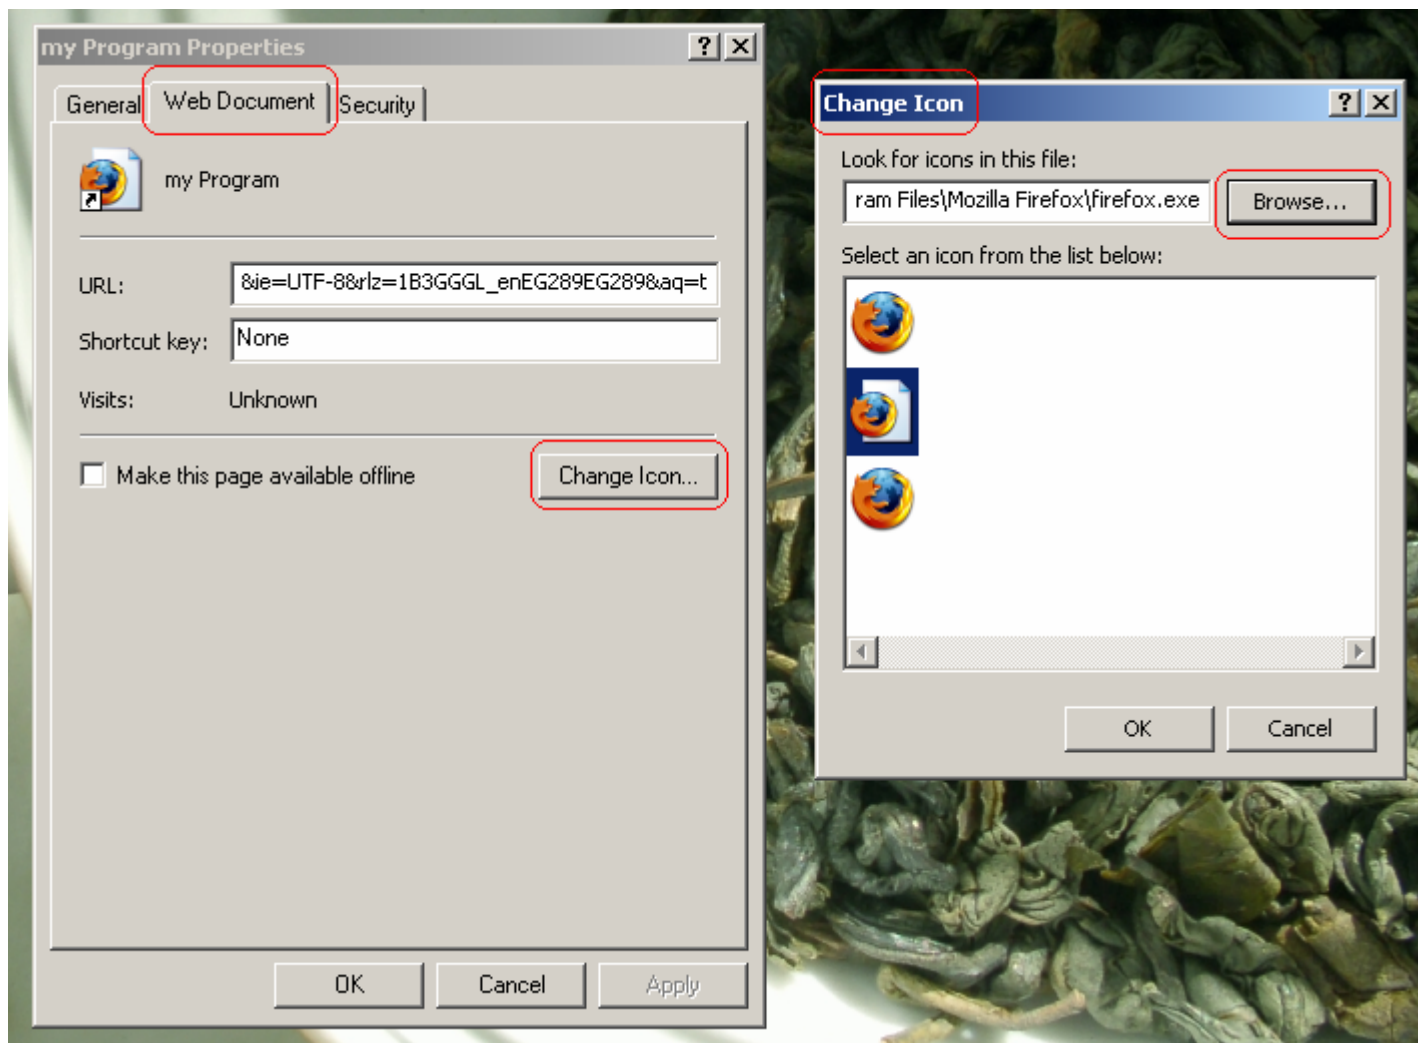 my Program Properties
General Web Document Security
my Program
URL: &ie=UTF-8&rlz=1B3GGGL_enEG289EG289&aq=t
Shortcut key: None
Visits: Unknown
Make this page available offline Change Icon...
OK Cancel Apply
Change Icon
Look for icons in this file:
ram Files\Mozilla Firefox\firefox.exe Browse...
Select an icon from the list below:
OK Cancel